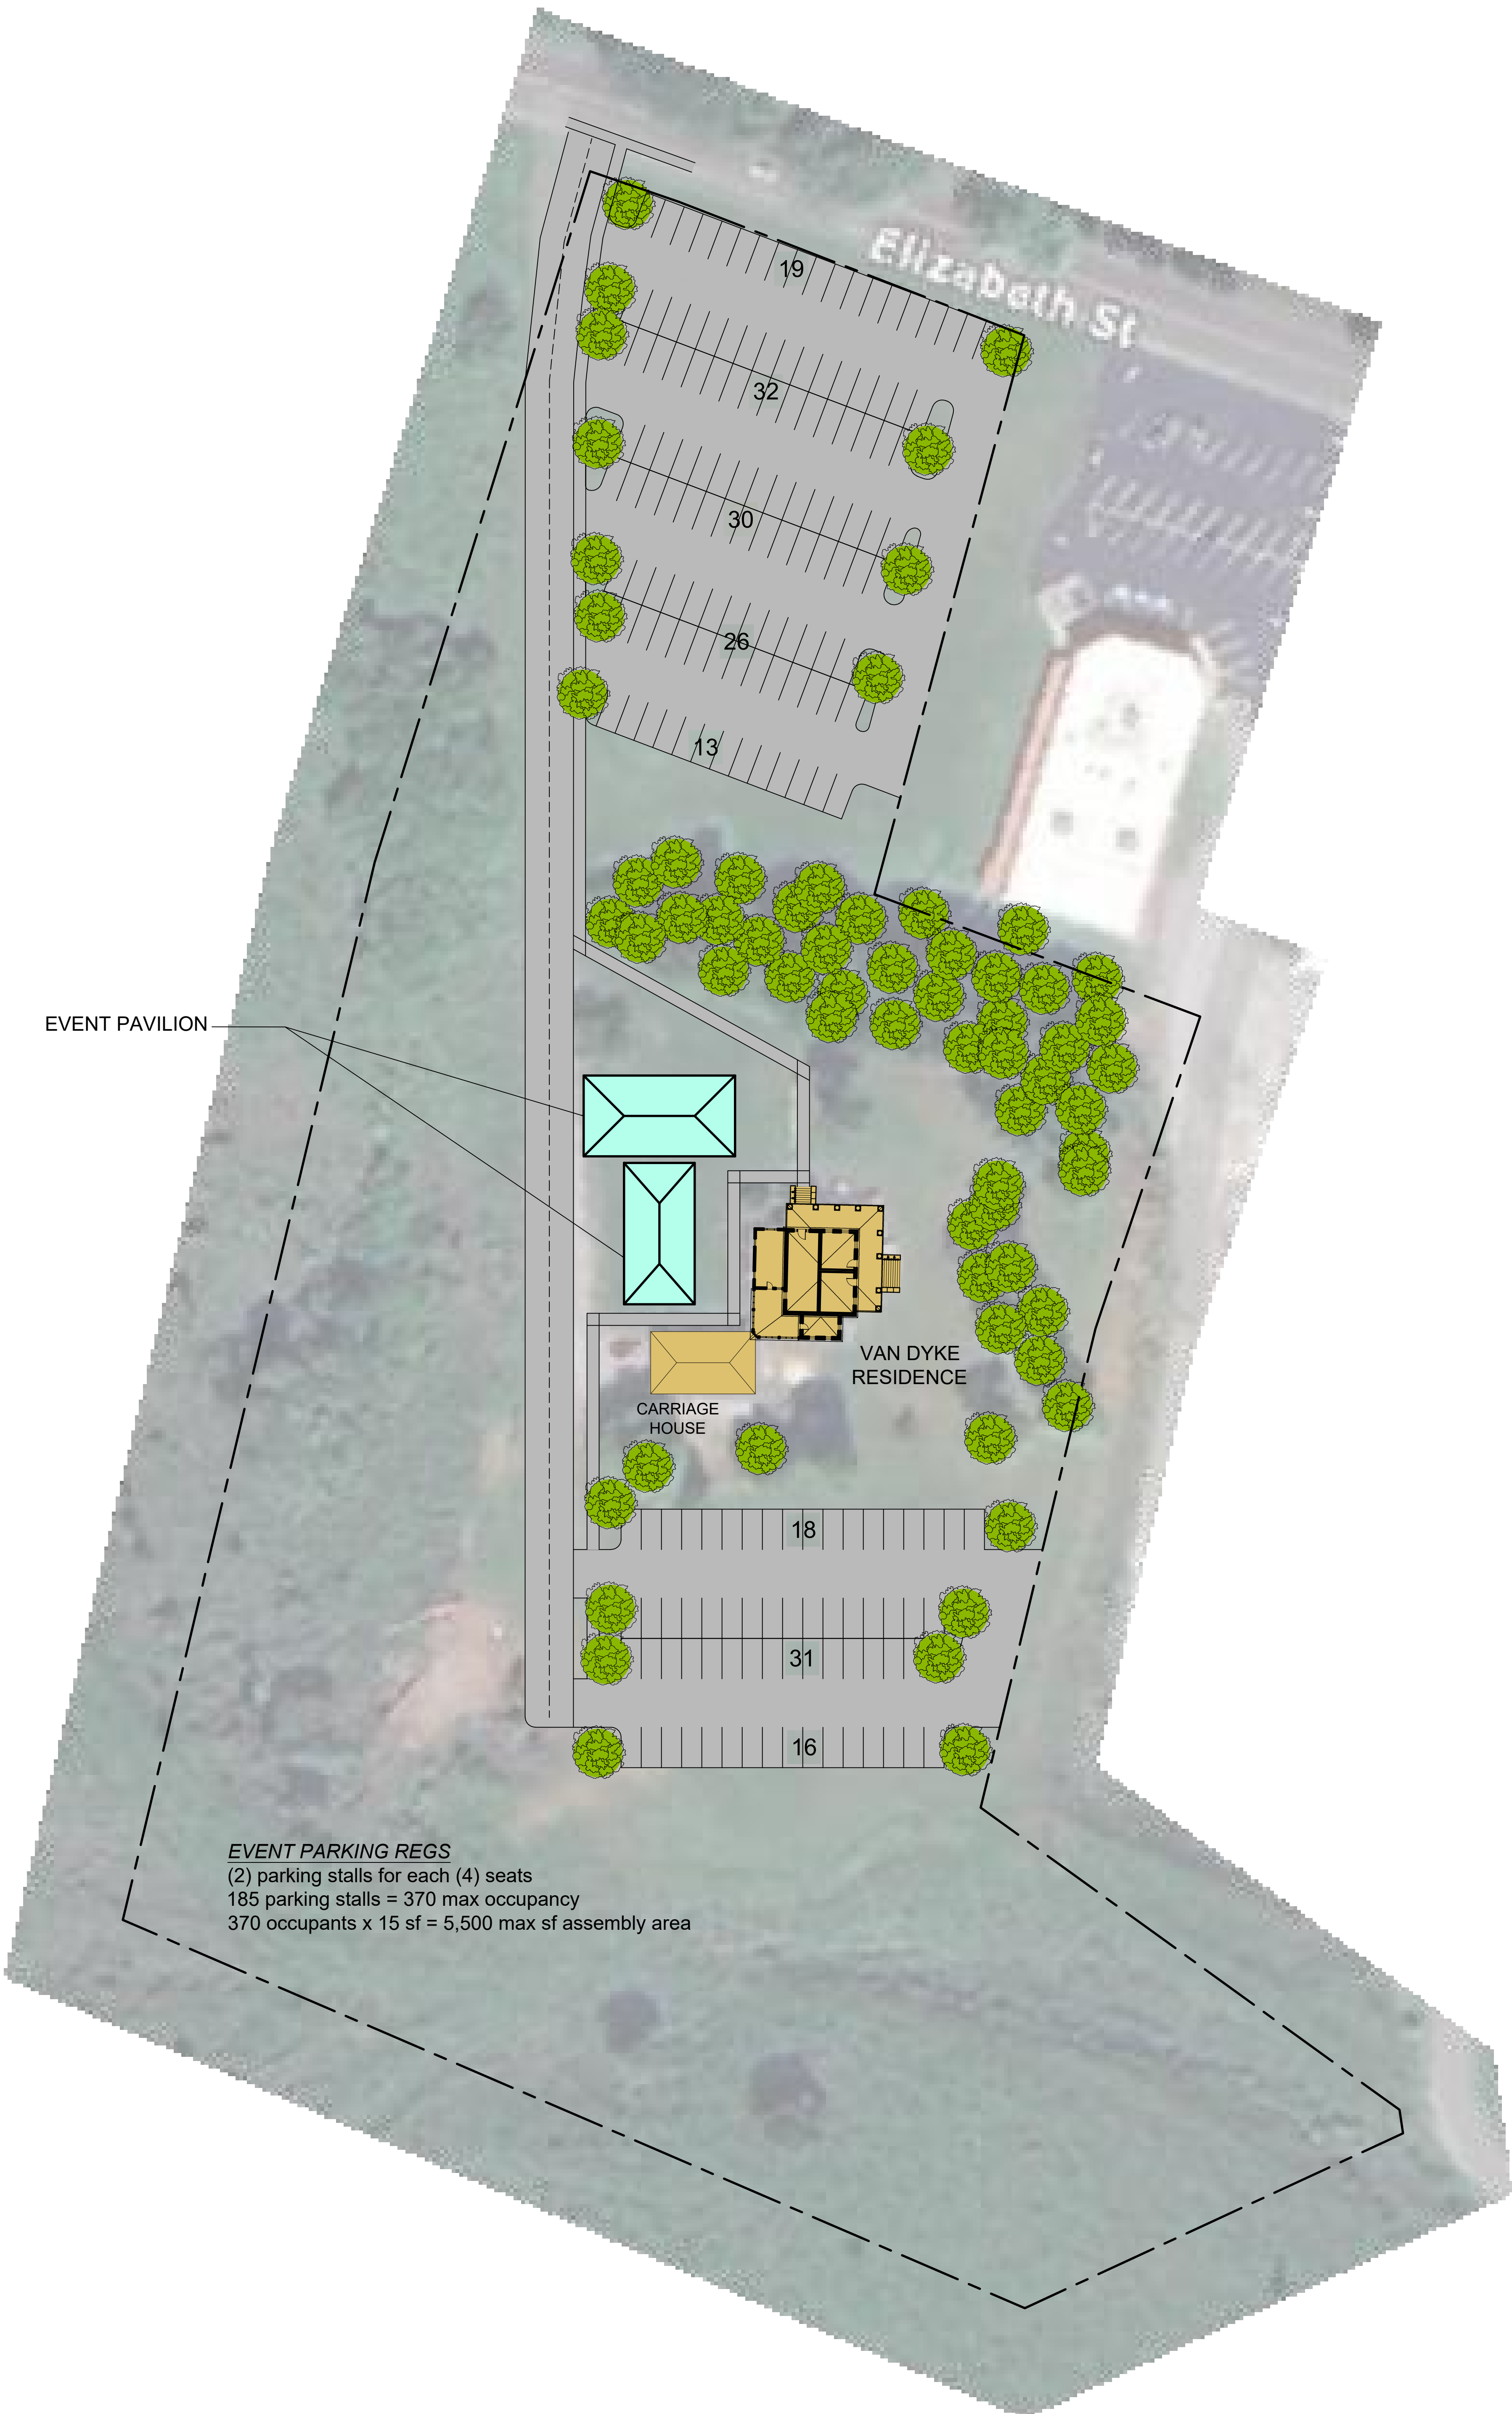 Elizabeth St
19
32
30
26
13
EVENT PAVILION
VAN DYKE
RESIDENCE
CARRIAGE
HOUSE
18
31
16
EVENT PARKING REGS
(2) parking stalls for each (4) seats
185 parking stalls = 370 max occupancy
370 occupants x 15 sf = 5,500 max sf assembly area